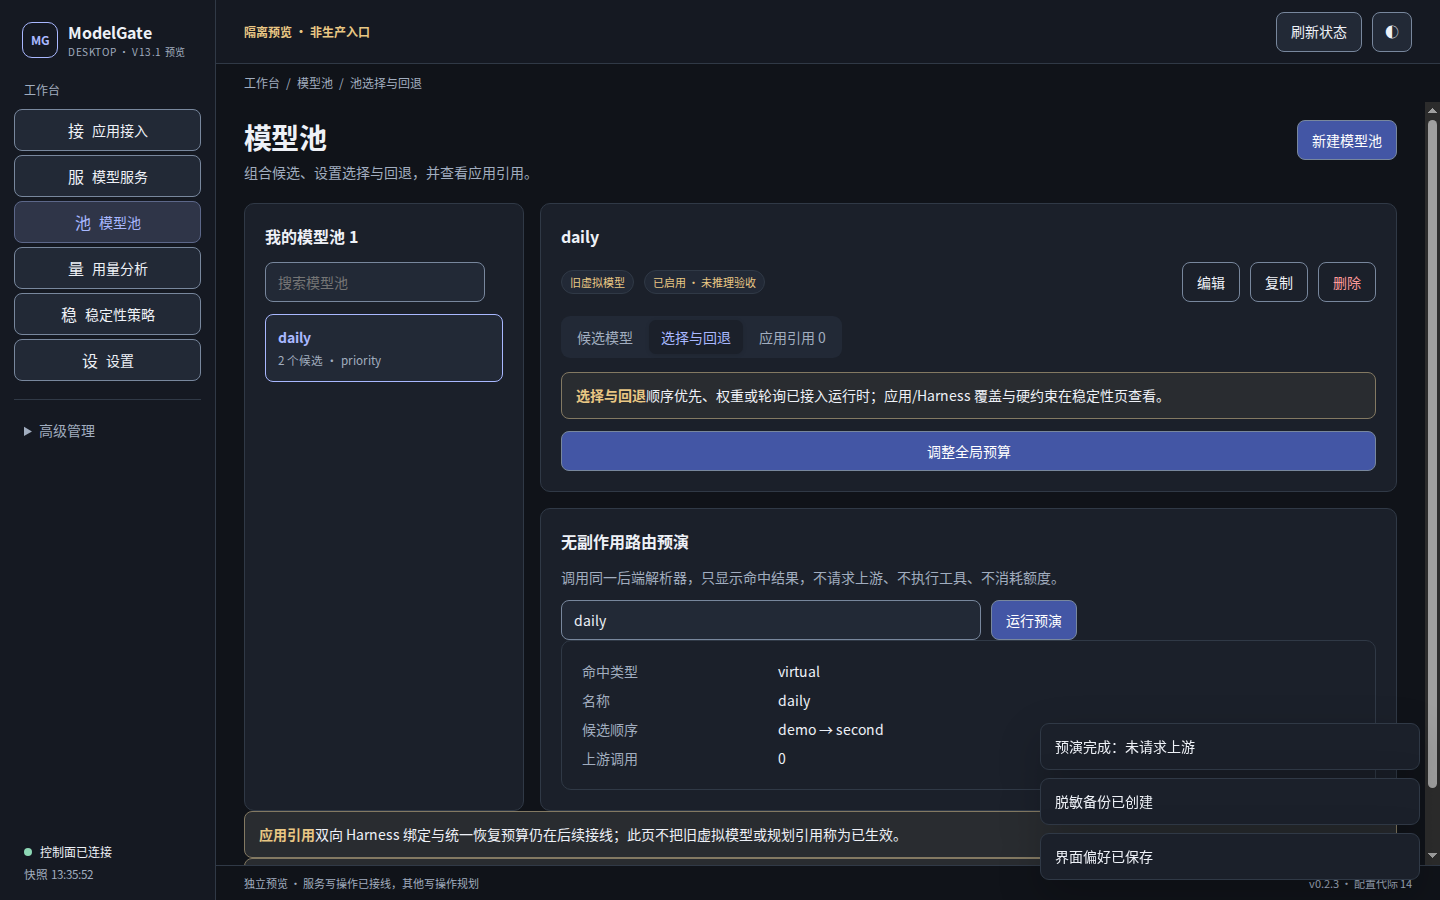 MG
ModelGate
DESKTOP · V13.1 预览
工作台
接 应用接入
服 模型服务
池 模型池
量 用量分析
稳 稳定性策略
设 设置
▶ 高级管理
控制面已连接
快照 13:35:52
隔离预览 · 非生产入口
刷新状态
工作台 / 模型池 / 池选择与回退
模型池
组合候选、设置选择与回退，并查看应用引用。
新建模型池
我的模型池 1
搜索模型池
daily
2 个候选 · priority
daily
旧虚拟模型
已启用 · 未推理验收
编辑
复制
删除
候选模型
选择与回退
应用引用 0
选择与回退顺序优先、权重或轮询已接入运行时；应用/Harness 覆盖与硬约束在稳定性页查看。
调整全局预算
无副作用路由预演
调用同一后端解析器，只显示命中结果，不请求上游、不执行工具、不消耗额度。
daily
运行预演
命中类型 virtual
名称 daily
候选顺序 demo → second
上游调用 0
应用引用双向 Harness 绑定与统一恢复预算仍在后续接线；此页不把旧虚拟模型或规划引用称为已生效。
预演完成：未请求上游
脱敏备份已创建
界面偏好已保存
独立预览 · 服务写操作已接线，其他写操作规划
v0.2.3 · 配置代际 14